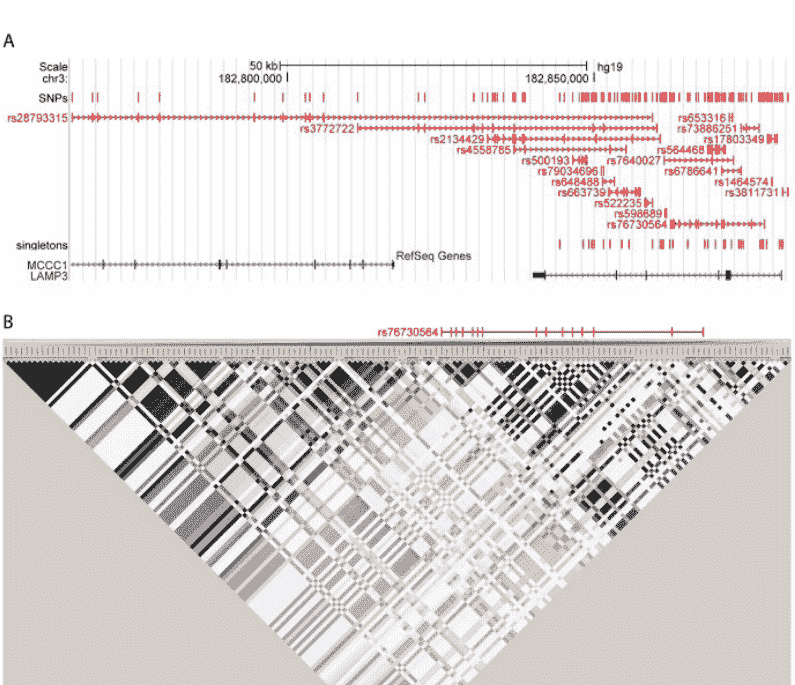 A
Scale 50 kb hg19
chr3: 182,800,000 182,850,000
SNPs
rs28793315 rs653316
rs3772722 rs73886251
rs2134429 rs17803349
rs4558785 rs564468
rs500193 rs7640027
rs79034696 rs6786641
rs648488 rs1464574
rs663739 rs3811731
rs522235
rs598689
rs76730564
singletons
RefSeq Genes
MCCC1
LAMP3
B
rs76730564